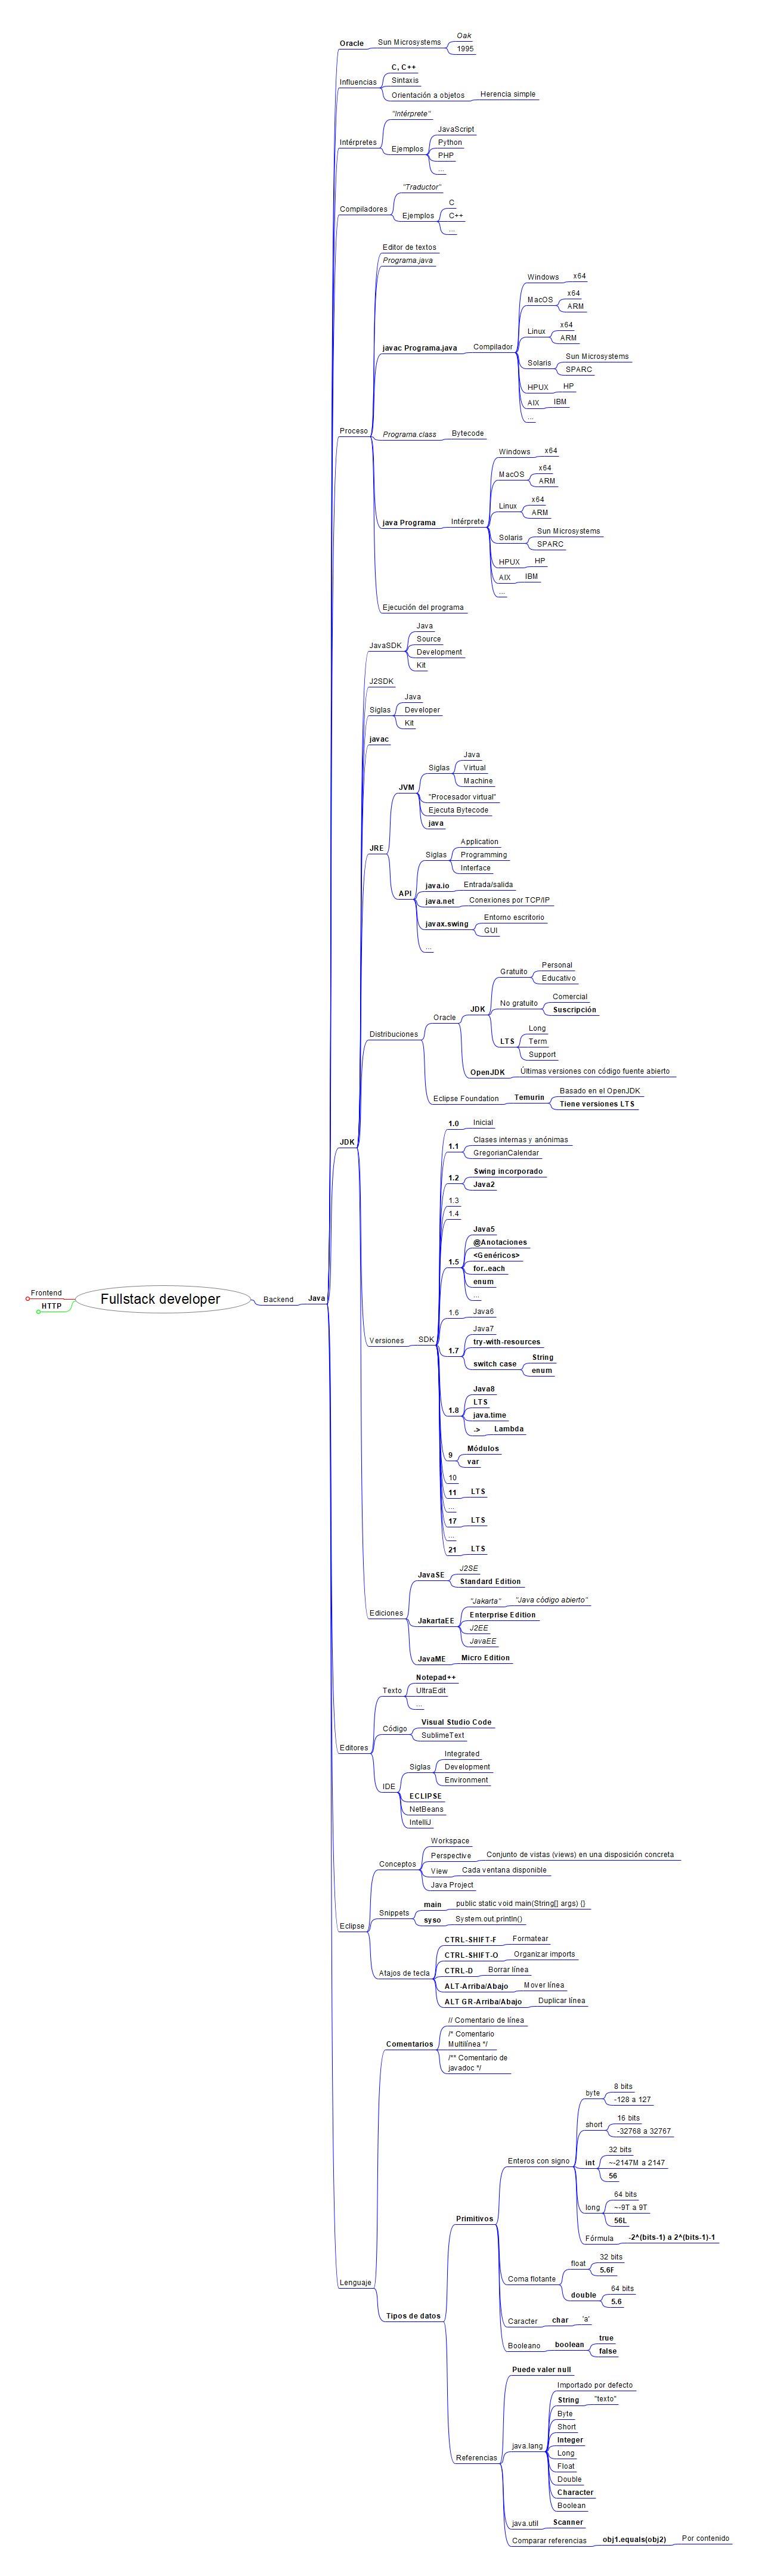 Oracle
Sun Microsystems
Oak
1995
Influencias
C, C++
Sintaxis
Orientación a objetos
Herencia simple
Intérpretes
"Intérprete"
Ejemplos
JavaScript
Python
PHP
...
Compiladores
"Traductor"
Ejemplos
C
C++
...
Proceso
Editor de textos
Programa.java
javac Programa.java
Compilador
Windows
x64
MacOS
x64
ARM
Linux
x64
ARM
Solaris
Sun Microsystems
SPARC
HPUX
HP
AIX
IBM
...
Programa.class
Bytecode
java Programa
Intérprete
Windows
x64
MacOS
x64
ARM
Linux
x64
ARM
Solaris
Sun Microsystems
SPARC
HPUX
HP
AIX
IBM
...
Ejecución del programa
JDK
JavaSDK
Java
Source
Development
Kit
J2SDK
Siglas
Java
Developer
Kit
javac
JRE
JVM
Siglas
Java
Virtual
Machine
"Procesador virtual"
Ejecuta Bytecode
java
API
Siglas
Application
Programming
Interface
java.io
Entrada/salida
java.net
Conexiones por TCP/IP
javax.swing
Entorno escritorio
GUI
...
Distribuciones
Oracle
JDK
Gratuito
Personal
Educativo
No gratuito
Comercial
Suscripción
LTS
Long
Term
Support
OpenJDK
Últimas versiones con código fuente abierto
Eclipse Foundation
Temurin
Basado en el OpenJDK
Tiene versiones LTS
Versiones
SDK
1.0
Inicial
1.1
Clases internas y anónimas
GregorianCalendar
1.2
Swing incorporado
Java2
1.3
1.4
1.5
Java5
@Anotaciones
<Genéricos>
for..each
enum
...
1.6
Java6
1.7
Java7
try-with-resources
switch case
String
enum
1.8
Java8
LTS
java.time
->
Lambda
9
Módulos
var
10
11
LTS
...
17
LTS
...
21
LTS
Frontend
HTTP
Fullstack developer
Backend
Java
Ediciones
JavaSE
J2SE
Standard Edition
JakartaEE
"Jakarta"
"Java código abierto"
Enterprise Edition
J2EE
JavaEE
JavaME
Micro Edition
Editores
Texto
Notepad++
UltraEdit
...
Código
Visual Studio Code
SublimeText
IDE
Siglas
Integrated
Development
Environment
ECLIPSE
NetBeans
IntelliJ
Eclipse
Conceptos
Workspace
Perspective
Conjunto de vistas (views) en una disposición concreta
View
Cada ventana disponible
Java Project
Snippets
main
public static void main(String[] args) {}
syso
System.out.println()
Atajos de tecla
CTRL-SHIFT-F
Formatear
CTRL-SHIFT-O
Organizar imports
CTRL-D
Borrar línea
ALT-Arriba/Abajo
Mover línea
ALT GR-Arriba/Abajo
Duplicar línea
Lenguaje
Comentarios
// Comentario de línea
/* Comentario
Multilínea */
/** Comentario de
javadoc */
Tipos de datos
Primitivos
Enteros con signo
byte
8 bits
-128 a 127
short
16 bits
-32768 a 32767
int
32 bits
~-2147M a 2147
56
long
64 bits
~-9T a 9T
56L
Fórmula
-2^(bits-1) a 2^(bits-1)-1
Coma flotante
float
32 bits
5.6F
double
64 bits
5.6
Caracter
char
'a'
Booleano
boolean
true
false
Referencias
Puede valer null
java.lang
Importado por defecto
String
"texto"
Byte
Short
Integer
Long
Float
Double
Character
Boolean
java.util
Scanner
Comparar referencias
obj1.equals(obj2)
Por contenido